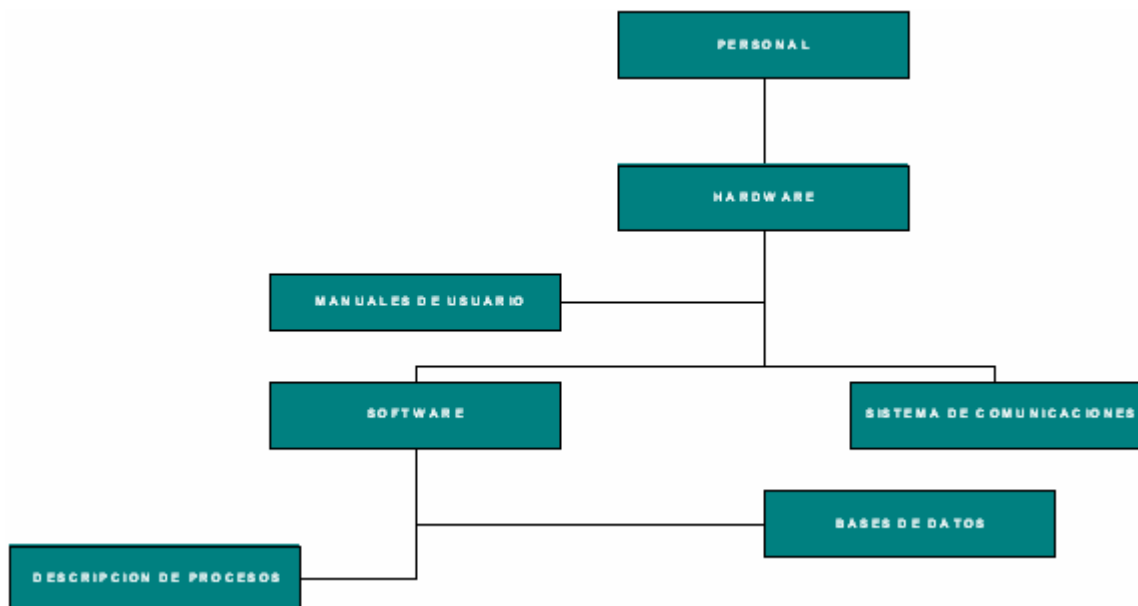 PERSONAL
HARDWARE
MANUALES DE USUARIO
SOFTWARE
SISTEMA DE COMUNICACIONES
BASES DE DATOS
DESCRIPCION DE PROCESOS